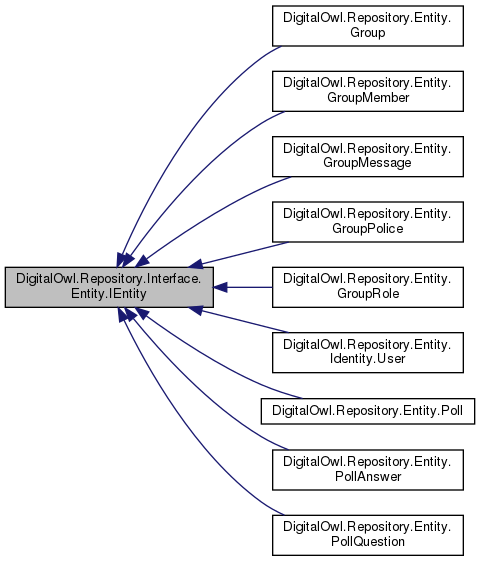 DigitalOwl.Repository.Entity.
Group
DigitalOwl.Repository.Entity.
GroupMember
DigitalOwl.Repository.Entity.
GroupMessage
DigitalOwl.Repository.Entity.
GroupPolice
DigitalOwl.Repository.Interface.
Entity.IEntity
DigitalOwl.Repository.Entity.
GroupRole
DigitalOwl.Repository.Entity.
Identity.User
DigitalOwl.Repository.Entity.Poll
DigitalOwl.Repository.Entity.
PollAnswer
DigitalOwl.Repository.Entity.
PollQuestion